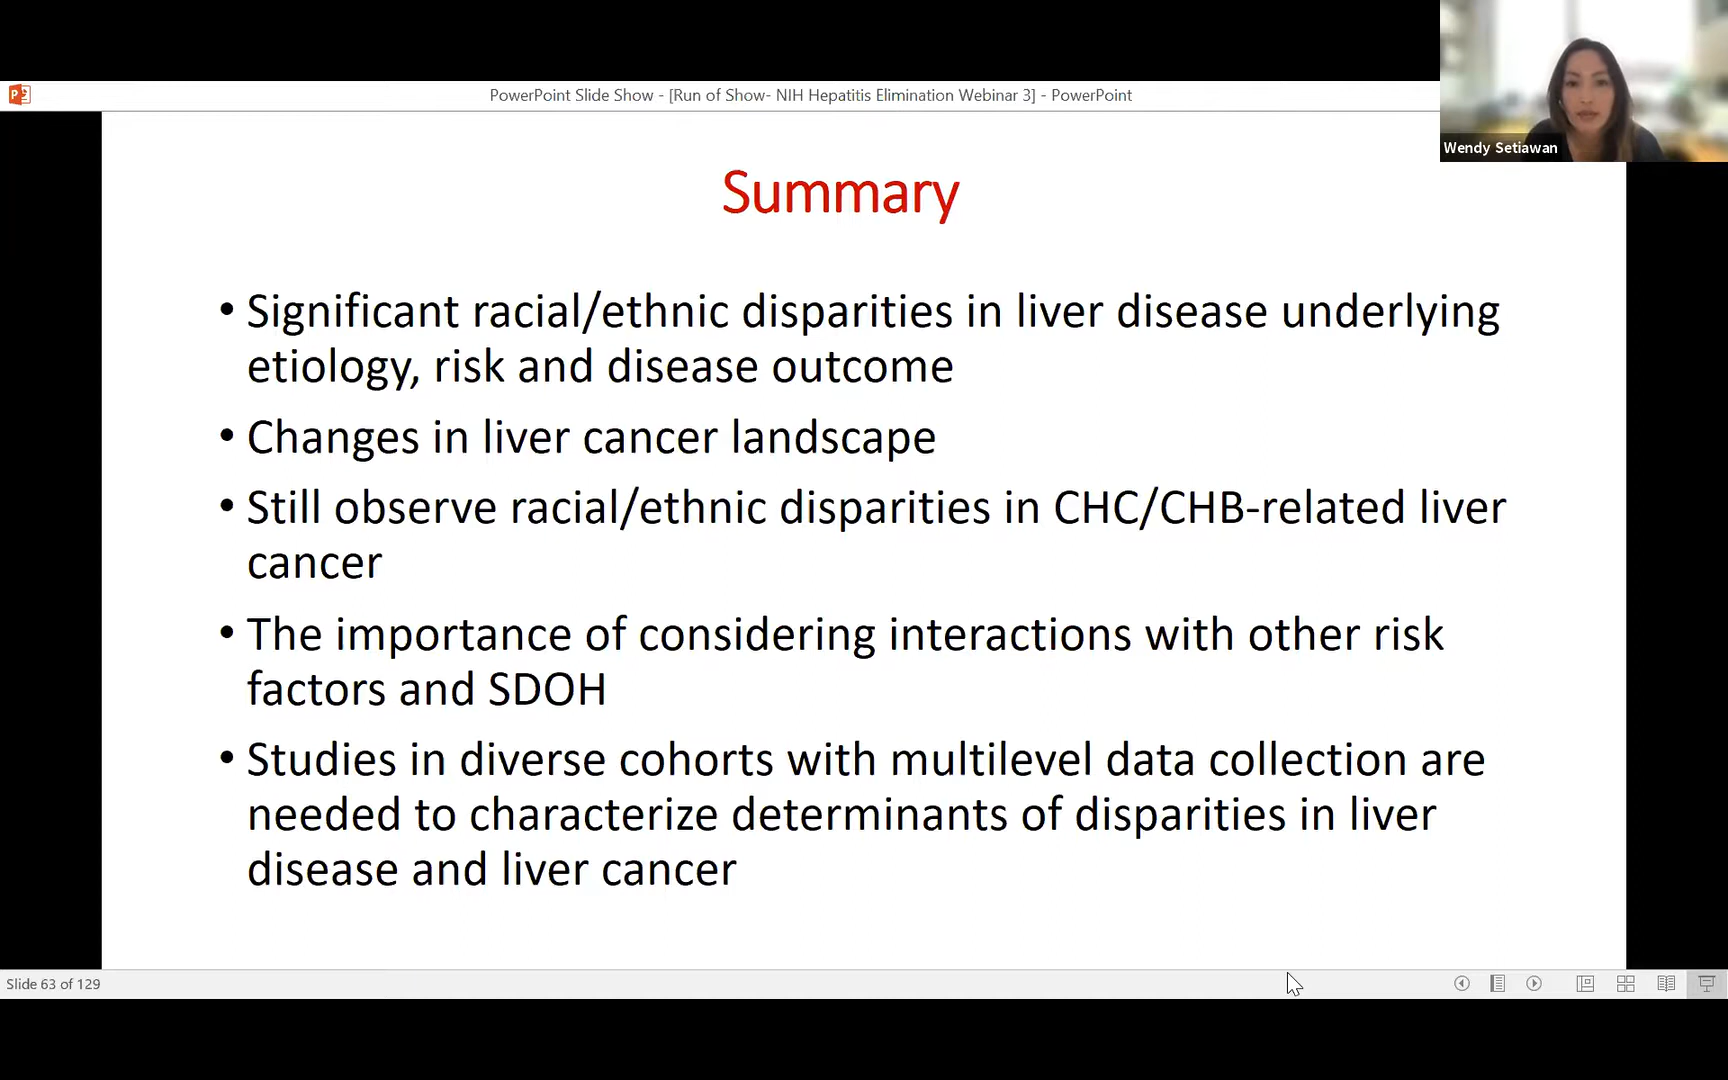 PowerPoint Slide Show - [Run of Show- NIH Hepatitis Elimination Webinar 3] - PowerPoint
Wendy Setiawan
Summary
• Significant racial/ethnic disparities in liver disease underlying
etiology, risk and disease outcome
• Changes in liver cancer landscape
• Still observe racial/ethnic disparities in CHC/CHB-related liver
cancer
• The importance of considering interactions with other risk
factors and SDOH
• Studies in diverse cohorts with multilevel data collection are
needed to characterize determinants of disparities in liver
disease and liver cancer
Slide 63 of 129